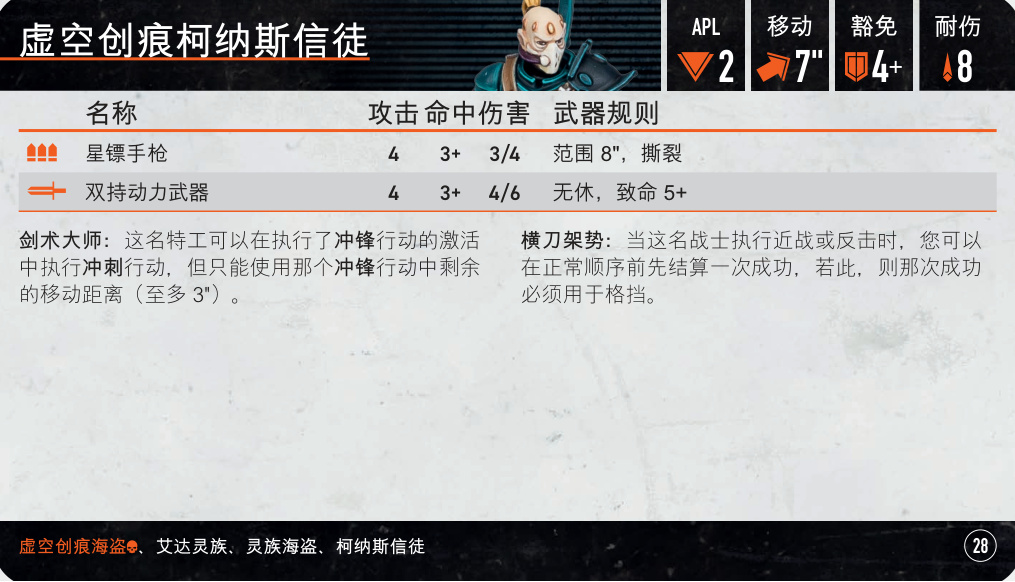 虚空创痕柯纳斯信徒
APL 移动 豁免 耐伤
2 7" 4+ 8
名称 攻击 命中 伤害 武器规则
星镖手枪 4 3+ 3/4 范围 8"，撕裂
双持动力武器 4 3+ 4/6 无休，致命 5+
剑术大师：这名特工可以在执行了冲锋行动的激活
中执行冲刺行动，但只能使用那个冲锋行动中剩余
的移动距离（至多 3"）。
横刀架势：当这名战士执行近战或反击时，您可以
在正常顺序前先结算一次成功，若此，则那次成功
必须用于格挡。
虚空创痕海盗、艾达灵族、灵族海盗、柯纳斯信徒
28